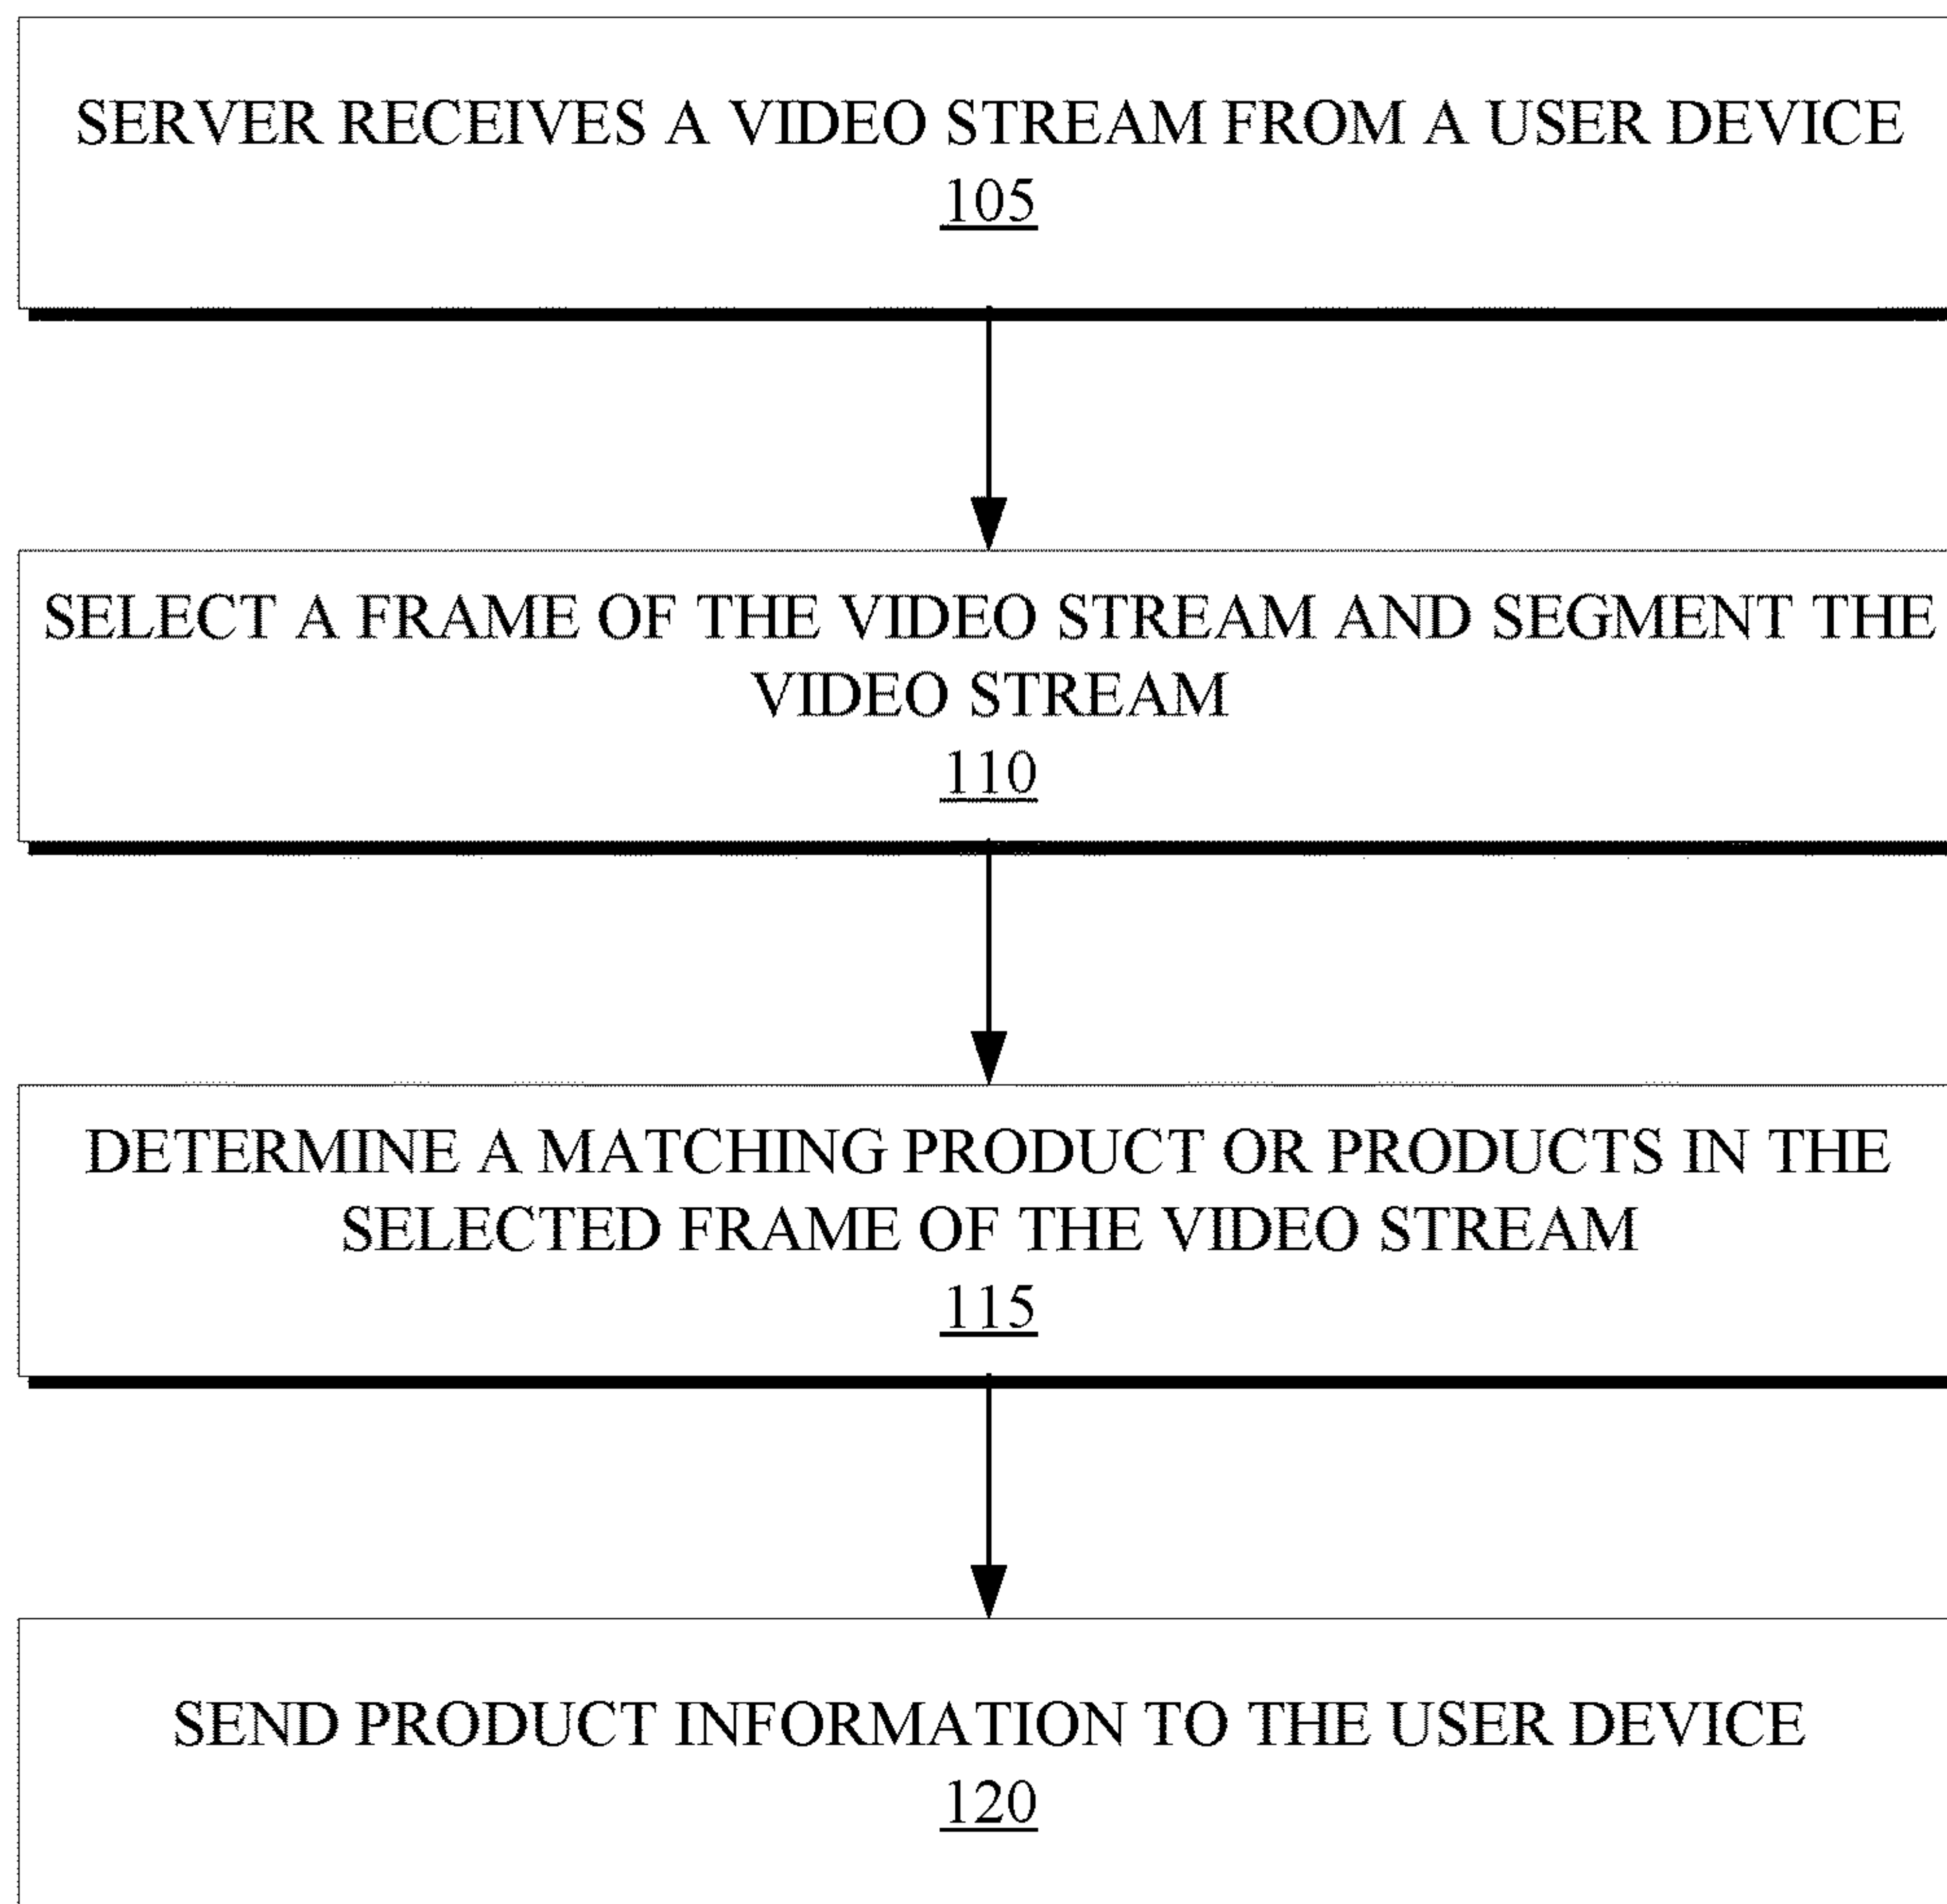 SERVER RECEIVES A VIDEO STREAM FROM A USER DEVICE
105
SELECT A FRAME OF THE VIDEO STREAM AND SEGMENT THE
VIDEO STREAM
110
DETERMINE A MATCHING PRODUCT OR PRODUCTS IN THE
SELECTED FRAME OF THE VIDEO STREAM
115
SEND PRODUCT INFORMATION TO THE USER DEVICE
120